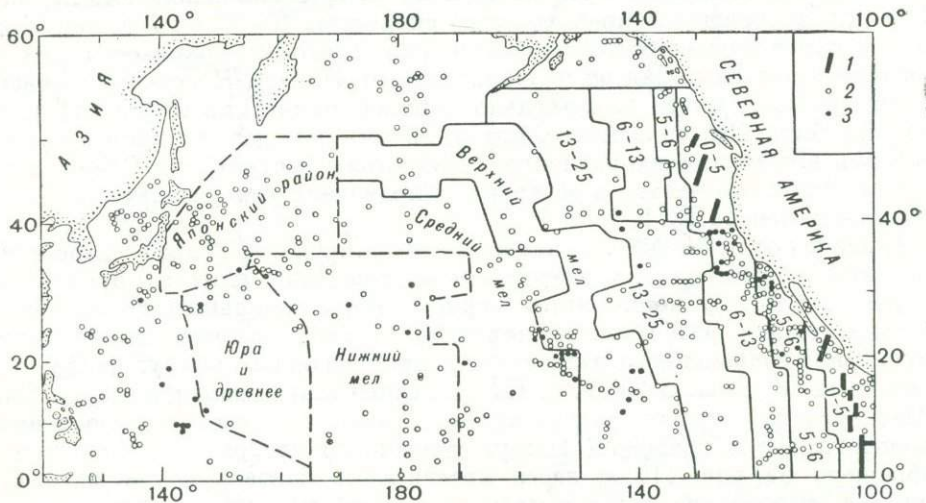 140° 180 140 100°
60
АЗИЯ
СЕВЕРНАЯ
АМЕРИКА
1
2
3
13-25
6-13
5-6
0-5
Верхний
мел
Японский район
Средний
мел
40
40°
13-25
6-13
5-6
0-5
5-6
Юра
и
древнее
Нижний
мел
20
20°
0°
0°
140° 180 140 100°